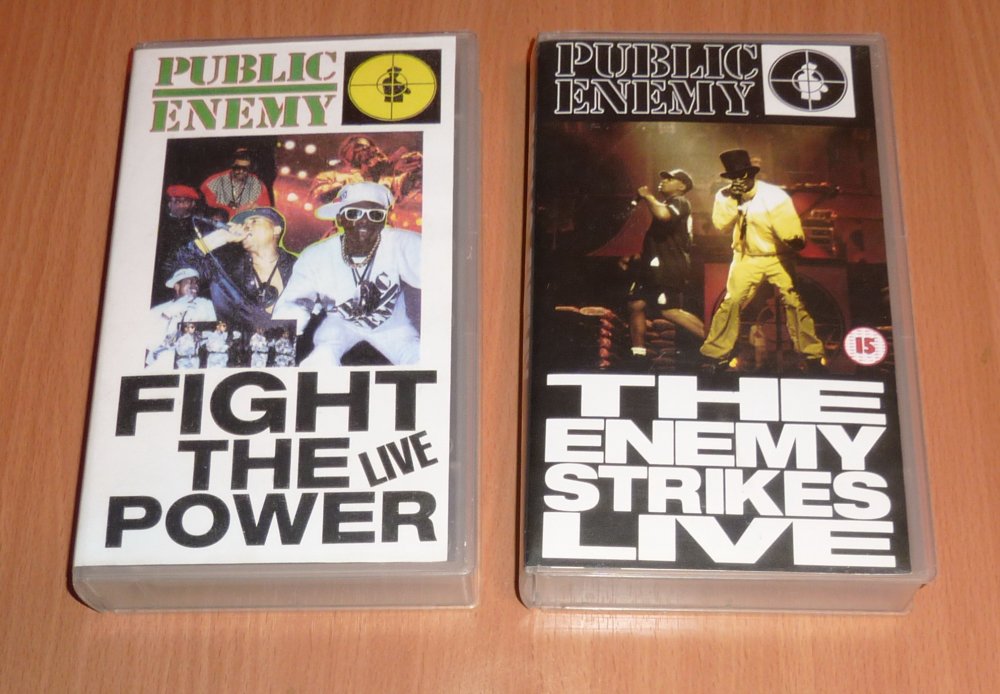 PUBLIC
ENEMY
FIGHT
THE
LIVE
POWER
PUBLIC
ENEMY
15
THE
ENEMY
STRIKES
LIVE